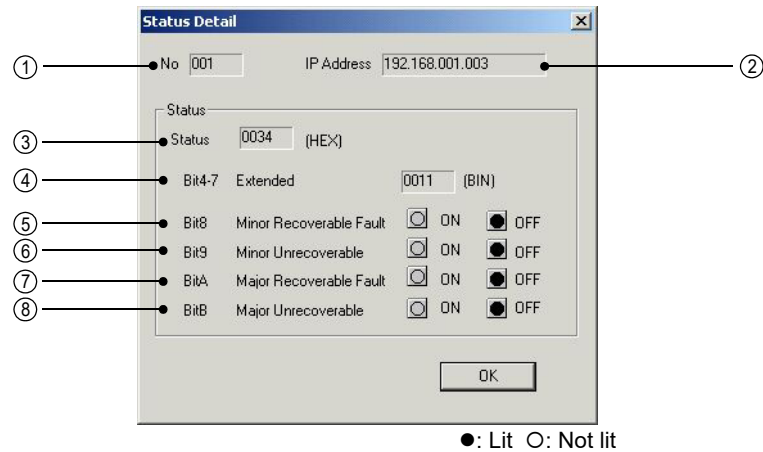 Status Detail
① No 001 IP Address 192.168.001.003 ②
Status
③ Status 0034 (HEX)
④ Bit4-7 Extended 0011 (BIN)
⑤ Bit8 Minor Recoverable Fault ON OFF
⑥ Bit9 Minor Unrecoverable ON OFF
⑦ BitA Major Recoverable Fault ON OFF
⑧ BitB Major Unrecoverable ON OFF
OK
●: Lit ○: Not lit